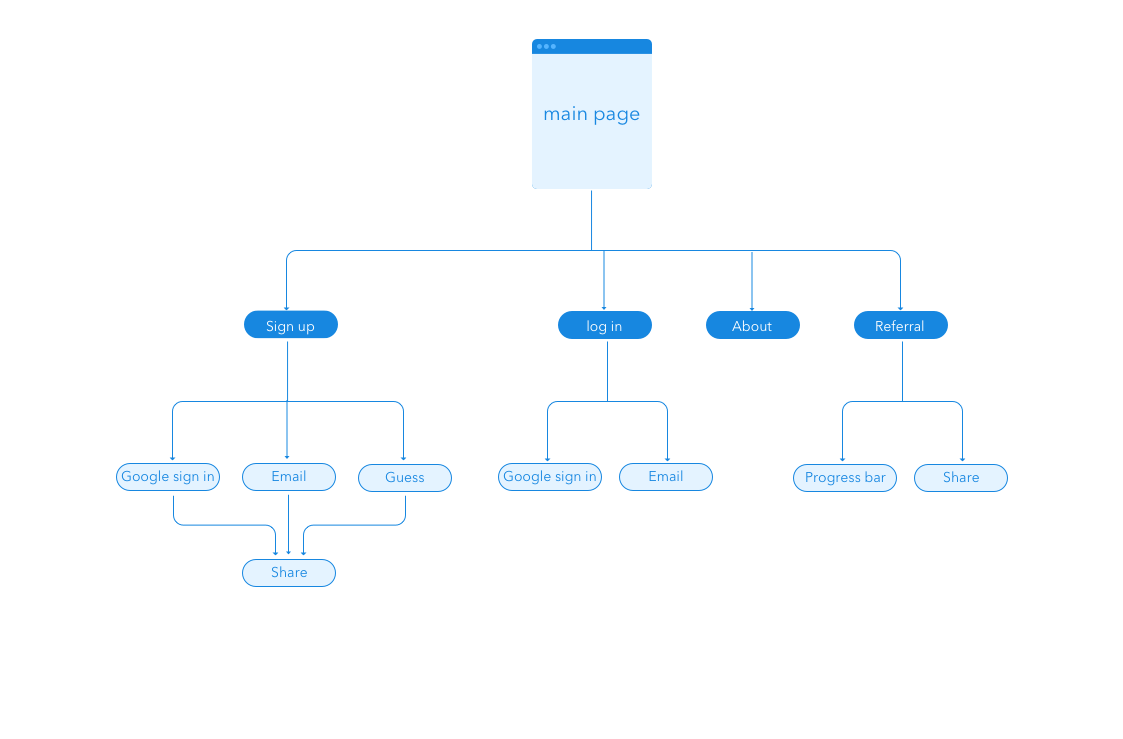 main page
Sign up
log in
About
Referral
Google sign in
Email
Guess
Google sign in
Email
Progress bar
Share
Share